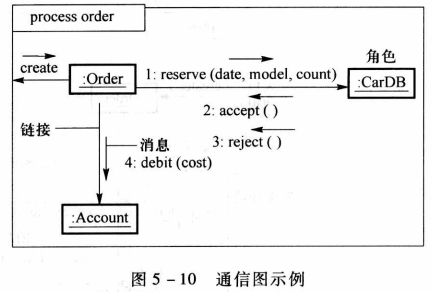 process order
角色
create
:Order
1: reserve (date, model, count)
:CarDB
2: accept ( )
链接
消息
3: reject ( )
4: debit (cost)
:Account
图 5-10 通信图示例